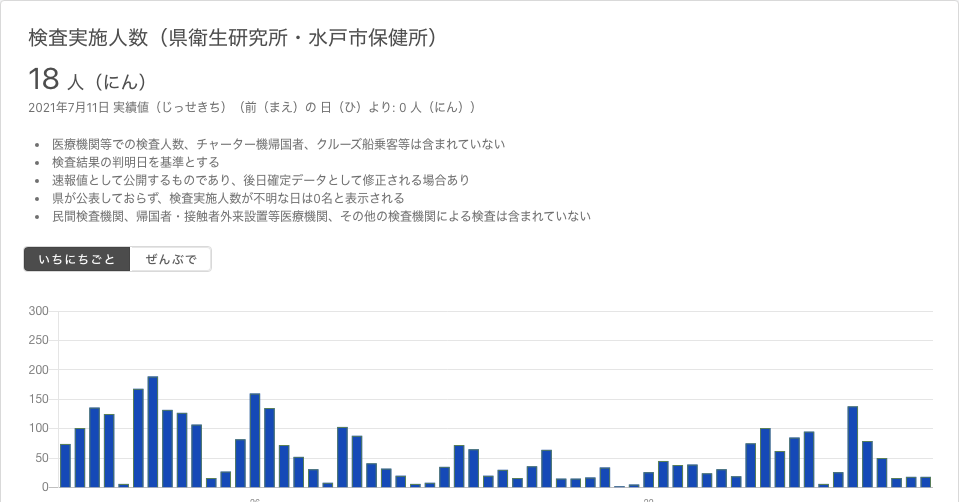 検査実施人数（県衛生研究所・水戸市保健所）
18 人（にん）
2021年7月11日 実績値（じっせきち）（前（まえ）の 日（ひ）より: 0 人（にん））
医療機関等での検査人数、チャーター機帰国者、クルーズ船乗客等は含まれていない
検査結果の判明日を基準とする
速報値として公開するものであり、後日確定データとして修正される場合あり
県が公表しておらず、検査実施人数が不明な日は0名と表示される
民間検査機関、帰国者・接触者外来設置等医療機関、その他の検査機関による検査は含まれていない
いちにちごと ぜんぶで
300
250
200
150
100
50
0